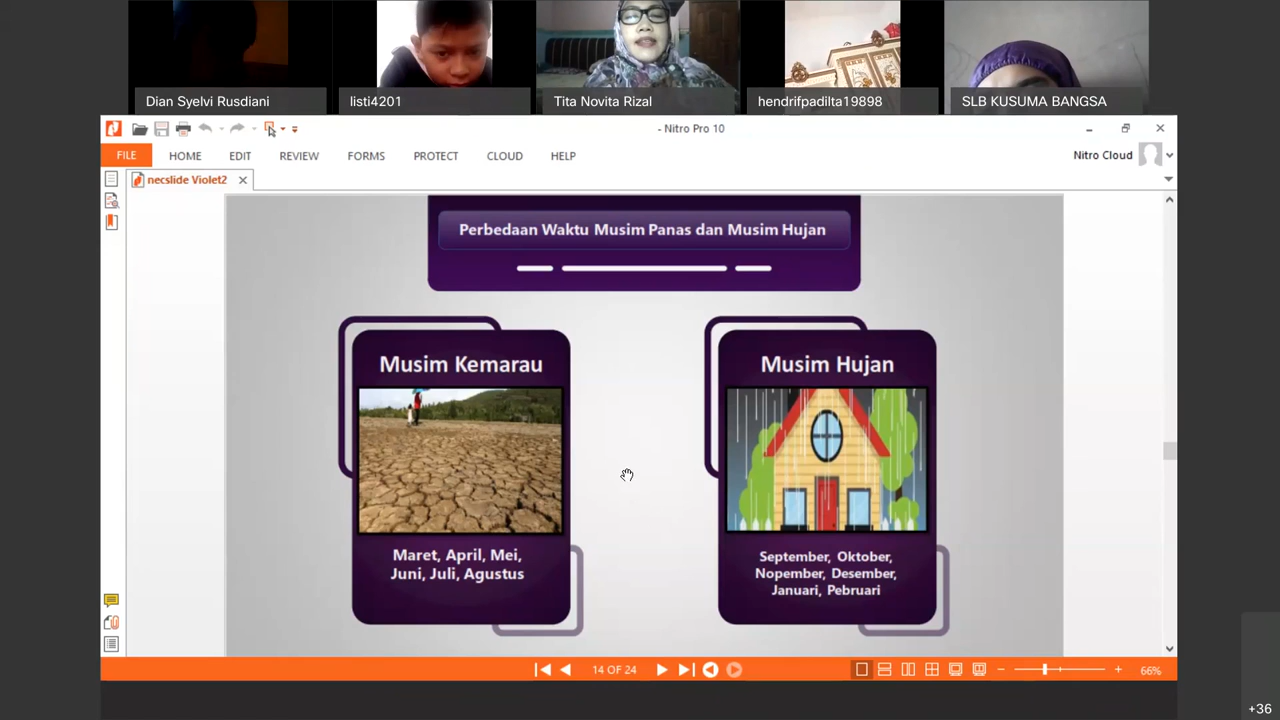 Dian Syelvi Rusdiani
listi4201
Tita Novita Rizal
hendrifpadilta19898
SLB KUSUMA BANGSA
- Nitro Pro 10
FILE
HOME
EDIT
REVIEW
FORMS
PROTECT
CLOUD
HELP
Nitro Cloud
necslide Violet2
Perbedaan Waktu Musim Panas dan Musim Hujan
Musim Kemarau
Maret, April, Mei,
Juni, Juli, Agustus
Musim Hujan
September, Oktober,
Nopember, Desember,
Januari, Pebruari
14 OF 24
66%
+36